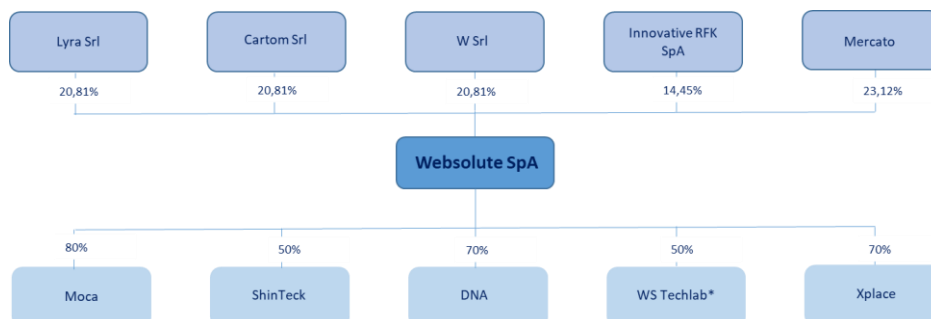 Lyra Srl
Cartom Srl
W Srl
Innovative RFK
SpA
Mercato
20,81%
20,81%
20,81%
14,45%
23,12%
Websolute SpA
80%
50%
70%
50%
70%
Moca
ShinTeck
DNA
WS Techlab*
Xplace